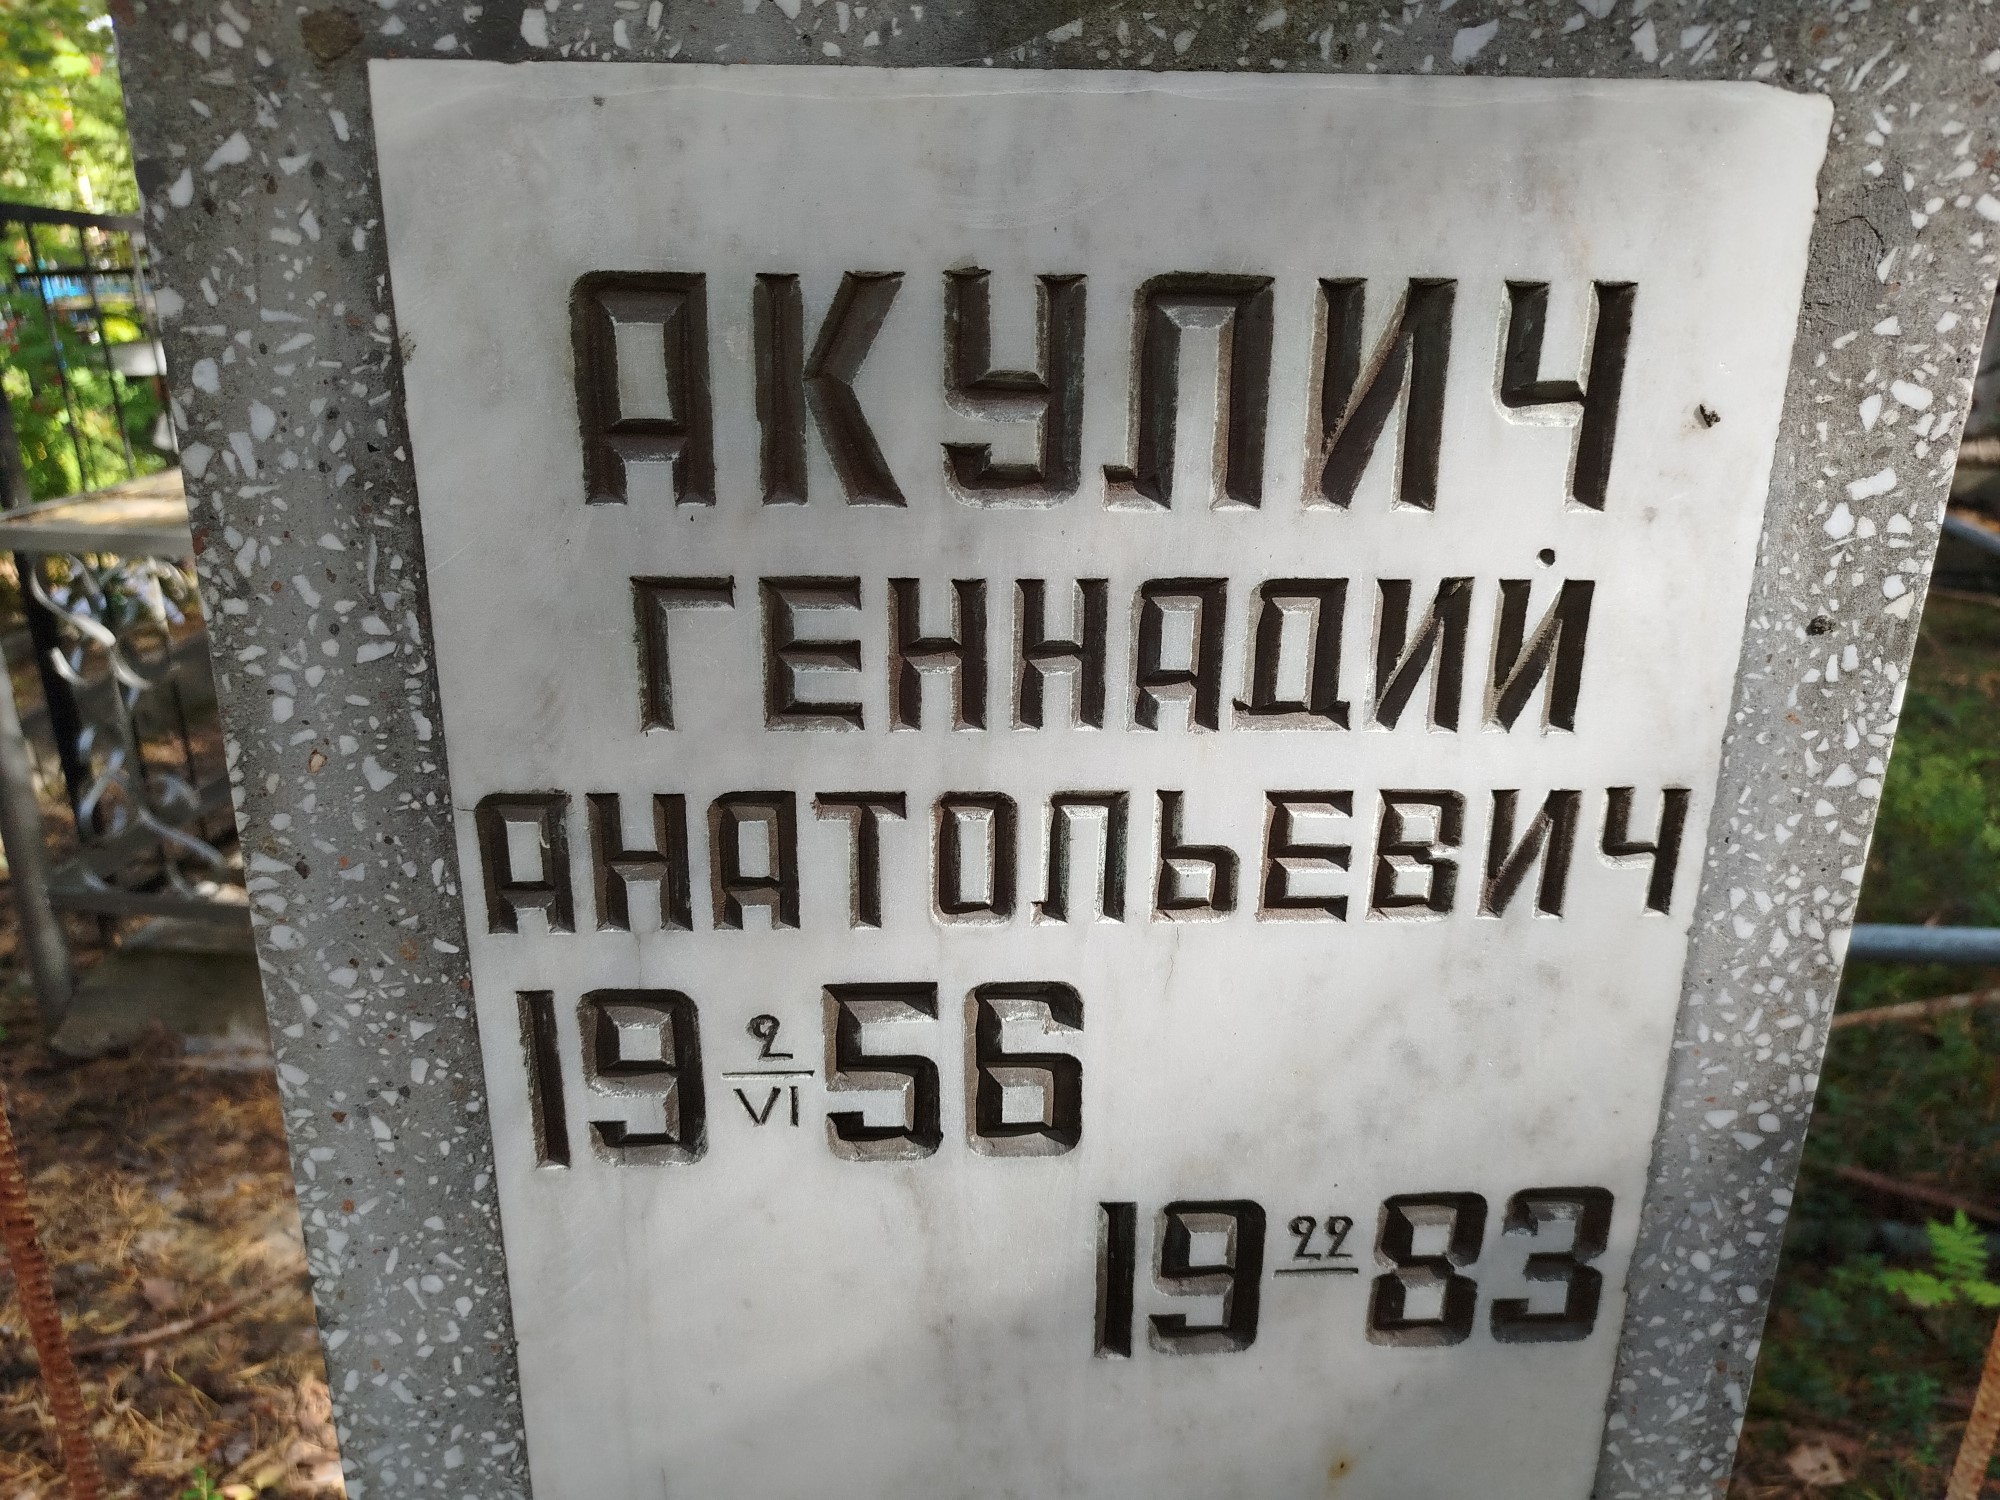 АКУЛИЧ
ГЕННАДИЙ
АНАТОЛЬЕВИЧ
19 2/VI 56
19 22 83